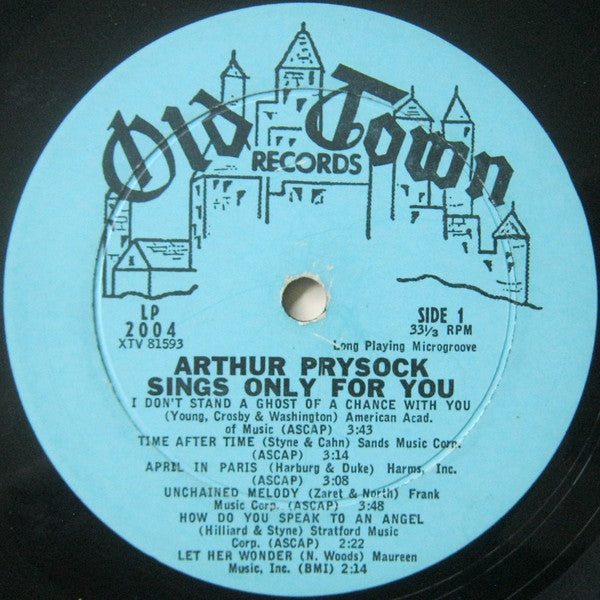 Old Town
RECORDS
LP
2004
XTV 81593
SIDE 1
33⅓ RPM
Long Playing Microgroove
ARTHUR PRYSOCK
SINGS ONLY FOR YOU
I DON'T STAND A GHOST OF A CHANCE WITH YOU
(Young, Crosby & Washington) American Acad.
of Music (ASCAP) 3:43
TIME AFTER TIME (Styne & Cahn) Sands Music Corp.
(ASCAP) 3:14
APRIL IN PARIS (Harburg & Duke) Harms, Inc.
(ASCAP) 3:08
UNCHAINED MELODY (Zaret & North) Frank
Music Corp. (ASCAP) 3:48
HOW DO YOU SPEAK TO AN ANGEL
(Hilliard & Styne) Stratford Music
Corp. (ASCAP) 2:22
LET HER WONDER (N. Woods) Maureen
Music, Inc. (BMI) 2:14